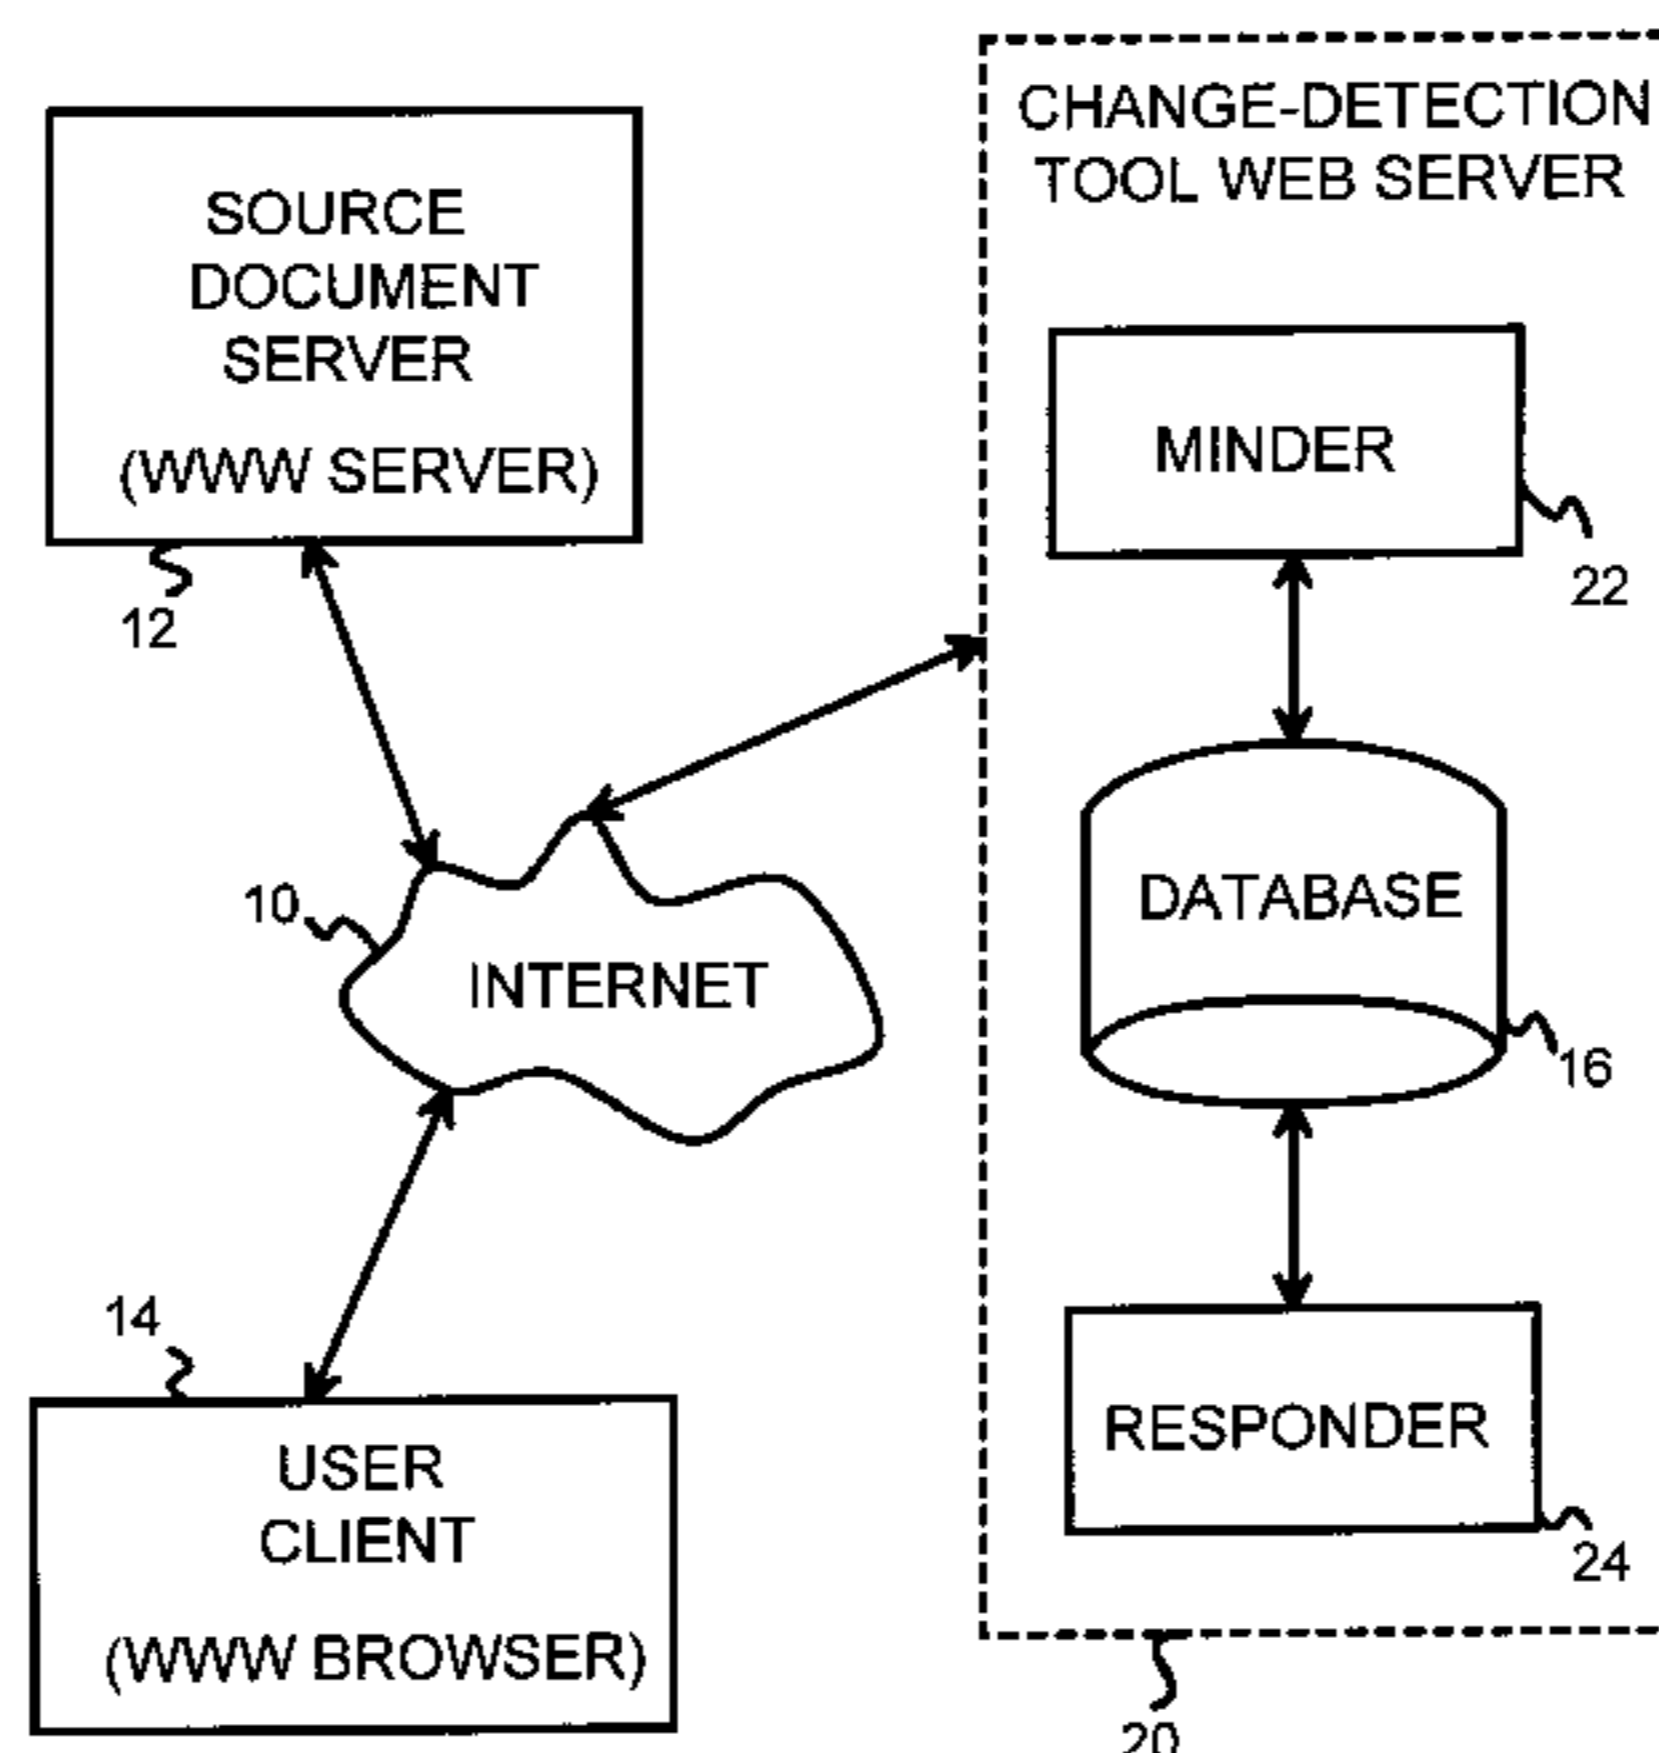 SOURCE
DOCUMENT
SERVER
(WWW SERVER)
12
CHANGE-DETECTION
TOOL WEB SERVER
MINDER
22
10
INTERNET
DATABASE
16
14
USER
CLIENT
(WWW BROWSER)
RESPONDER
24
20